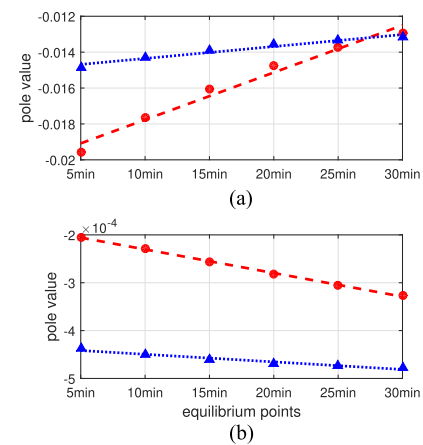 -0.012
-0.014
-0.016
-0.018
-0.02
pole value
5min 10min 15min 20min 25min 30min
(a)
×10⁻⁴
-2
-3
-4
-5
pole value
5min 10min 15min 20min 25min 30min
equilibrium points
(b)